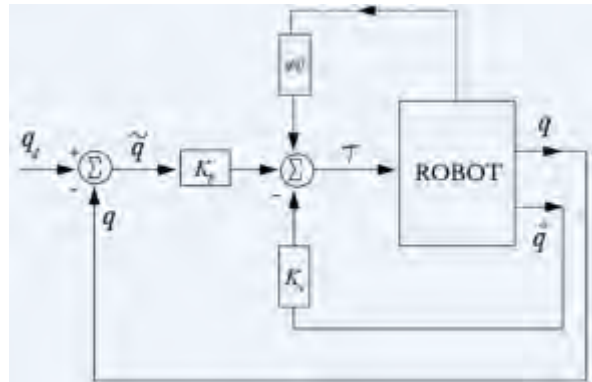 q_d
+
Σ
-
q̃
K_p
Σ
-
τ
ROBOT
q
q̇
q
K_v